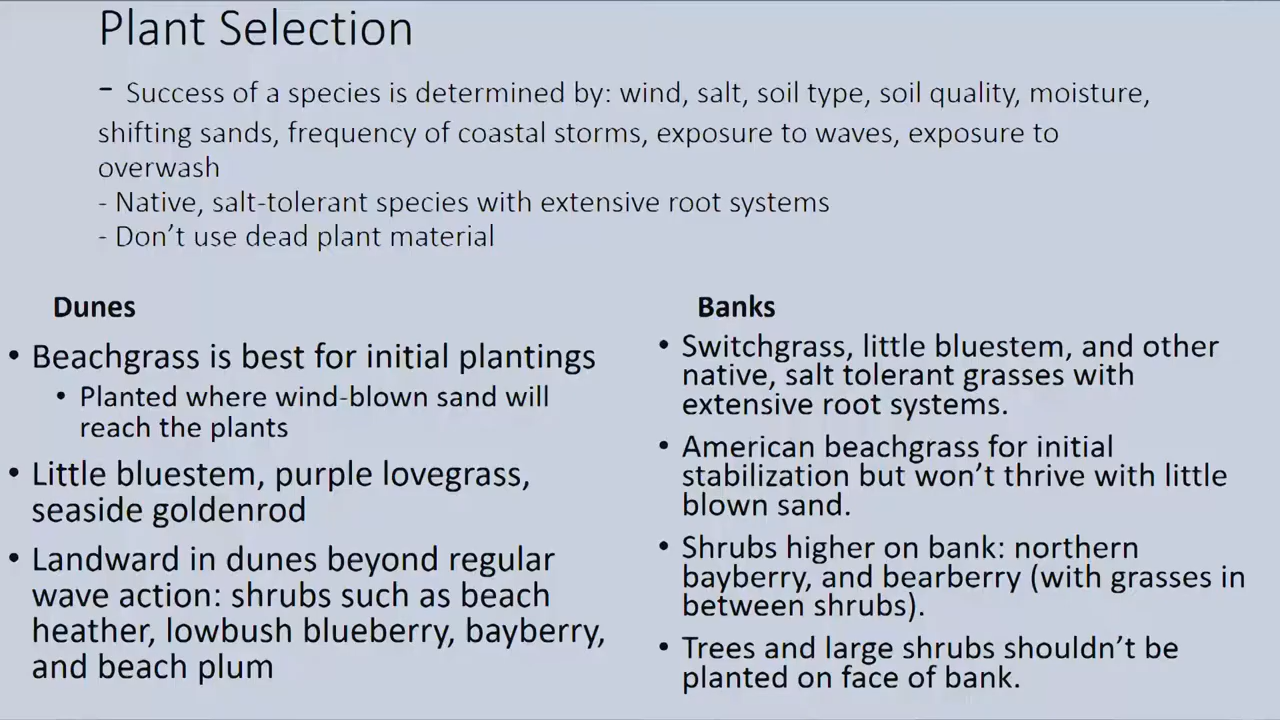 Plant Selection
- Success of a species is determined by: wind, salt, soil type, soil quality, moisture,
shifting sands, frequency of coastal storms, exposure to waves, exposure to
overwash
- Native, salt-tolerant species with extensive root systems
- Don't use dead plant material
Dunes
• Beachgrass is best for initial plantings
• Planted where wind-blown sand will
reach the plants
• Little bluestem, purple lovegrass,
seaside goldenrod
• Landward in dunes beyond regular
wave action: shrubs such as beach
heather, lowbush blueberry, bayberry,
and beach plum
Banks
• Switchgrass, little bluestem, and other
native, salt tolerant grasses with
extensive root systems.
• American beachgrass for initial
stabilization but won't thrive with little
blown sand.
• Shrubs higher on bank: northern
bayberry, and bearberry (with grasses in
between shrubs).
• Trees and large shrubs shouldn't be
planted on face of bank.